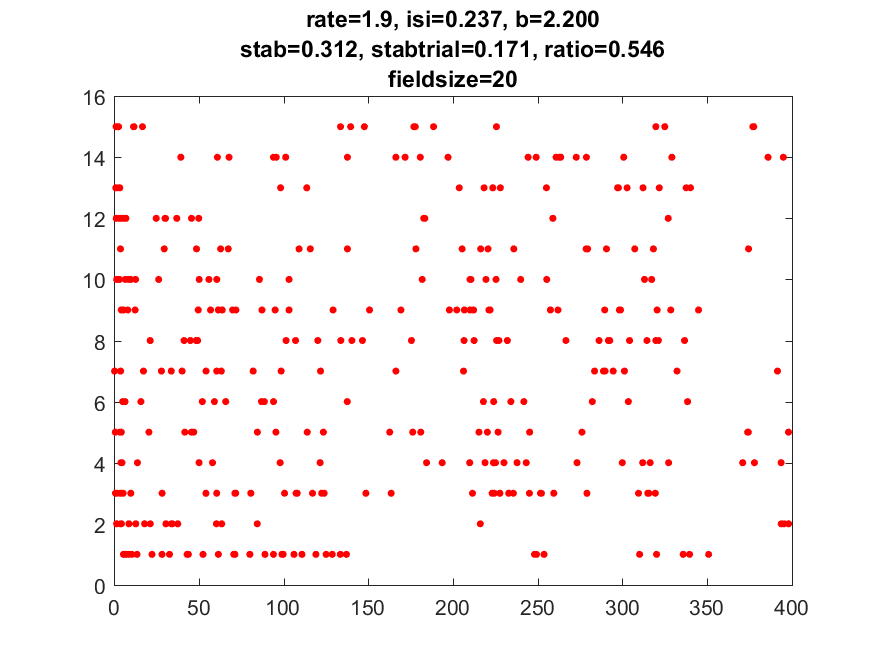 rate=1.9, isi=0.237, b=2.200
stab=0.312, stabtrial=0.171, ratio=0.546
fieldsize=20
16
14
12
10
8
6
4
2
0
0 50 100 150 200 250 300 350 400